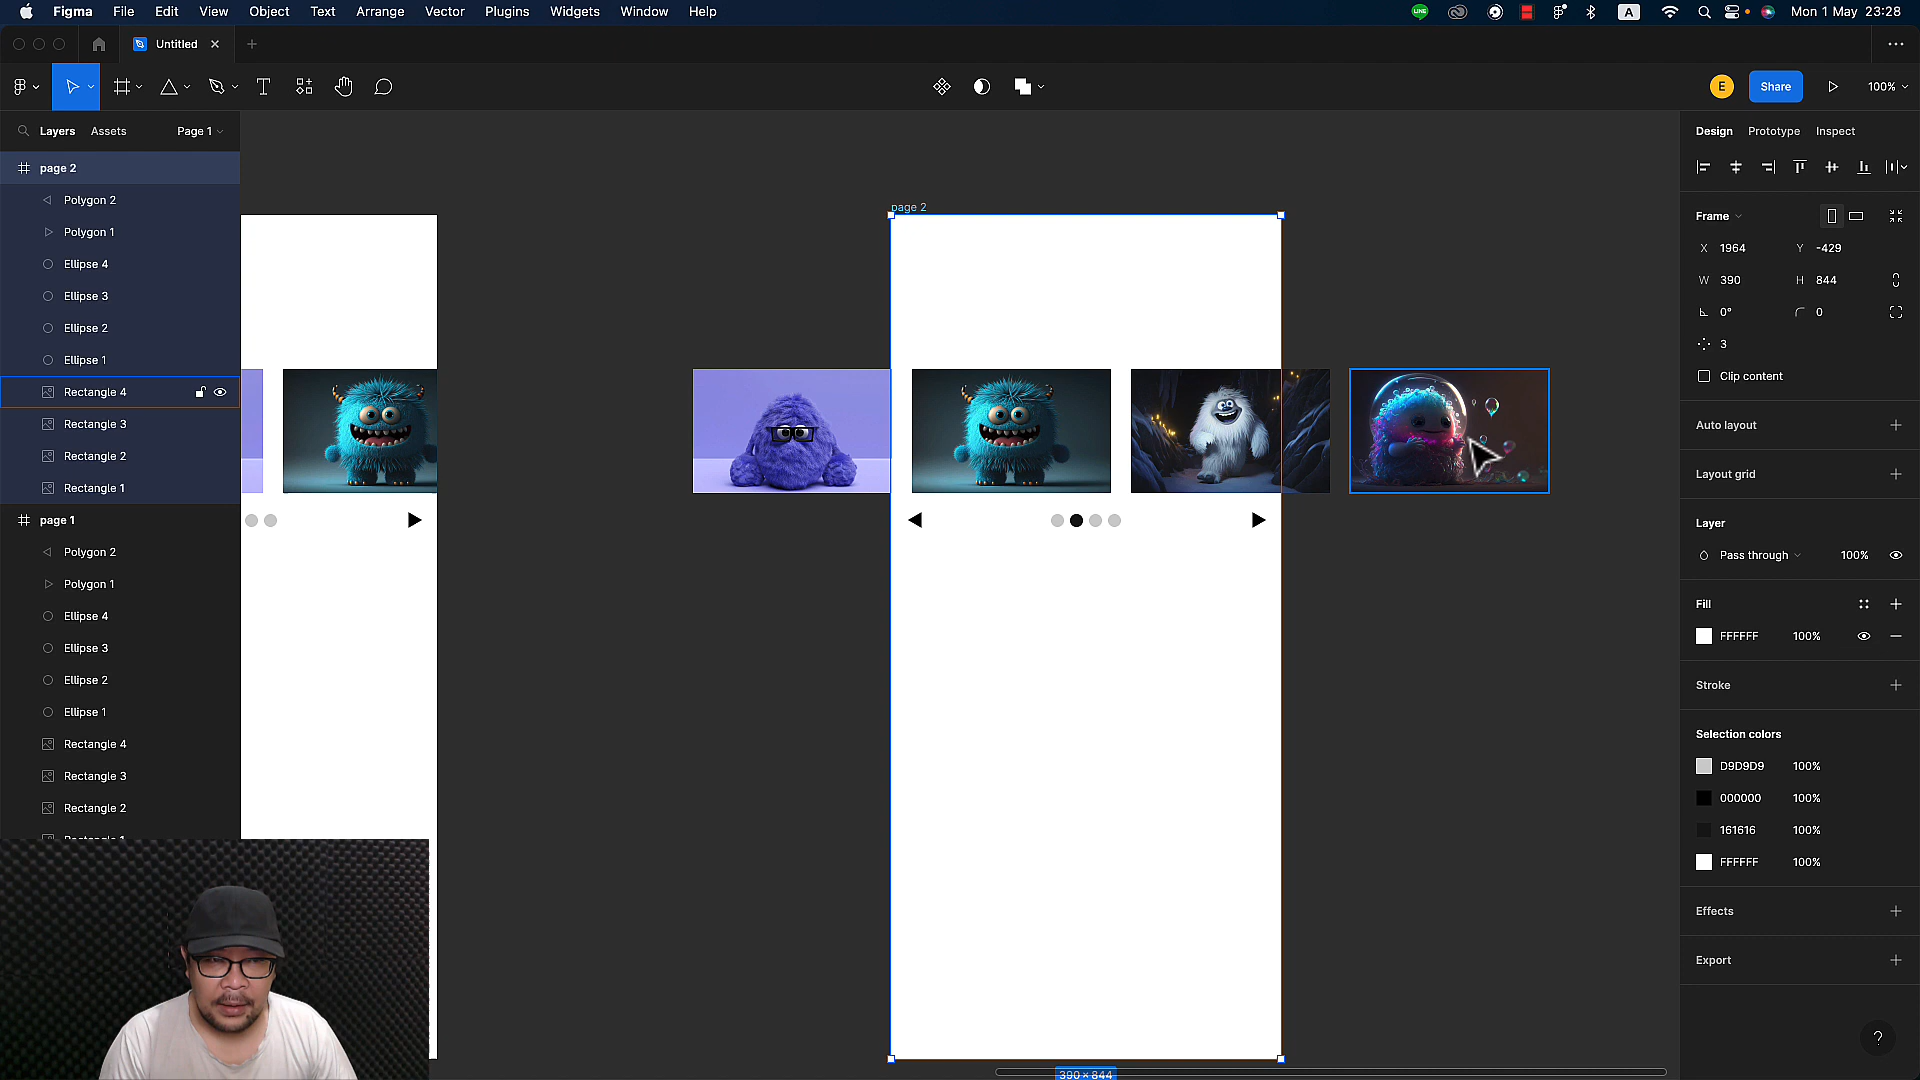 Figma File Edit View Object Text Arrange Vector Plugins Widgets Window Help
LINE
A
Mon 1 May 23:28
Untitled
E
Share
100%
Layers Assets
Page 1
Design Prototype Inspect
page 2
Polygon 2
Polygon 1
Ellipse 4
Ellipse 3
Ellipse 2
Ellipse 1
Rectangle 4
Rectangle 3
Rectangle 2
Rectangle 1
page 1
Polygon 2
Polygon 1
Ellipse 4
Ellipse 3
Ellipse 2
Ellipse 1
Rectangle 4
Rectangle 3
Rectangle 2
Rectangle 1
page 2
390 × 844
Frame
X 1964 Y -429
W 390 H 844
0° 0
3
Clip content
Auto layout
Layout grid
Layer
Pass through 100%
Fill
FFFFFF 100%
Stroke
Selection colors
D9D9D9 100%
000000 100%
161616 100%
FFFFFF 100%
Effects
Export
?